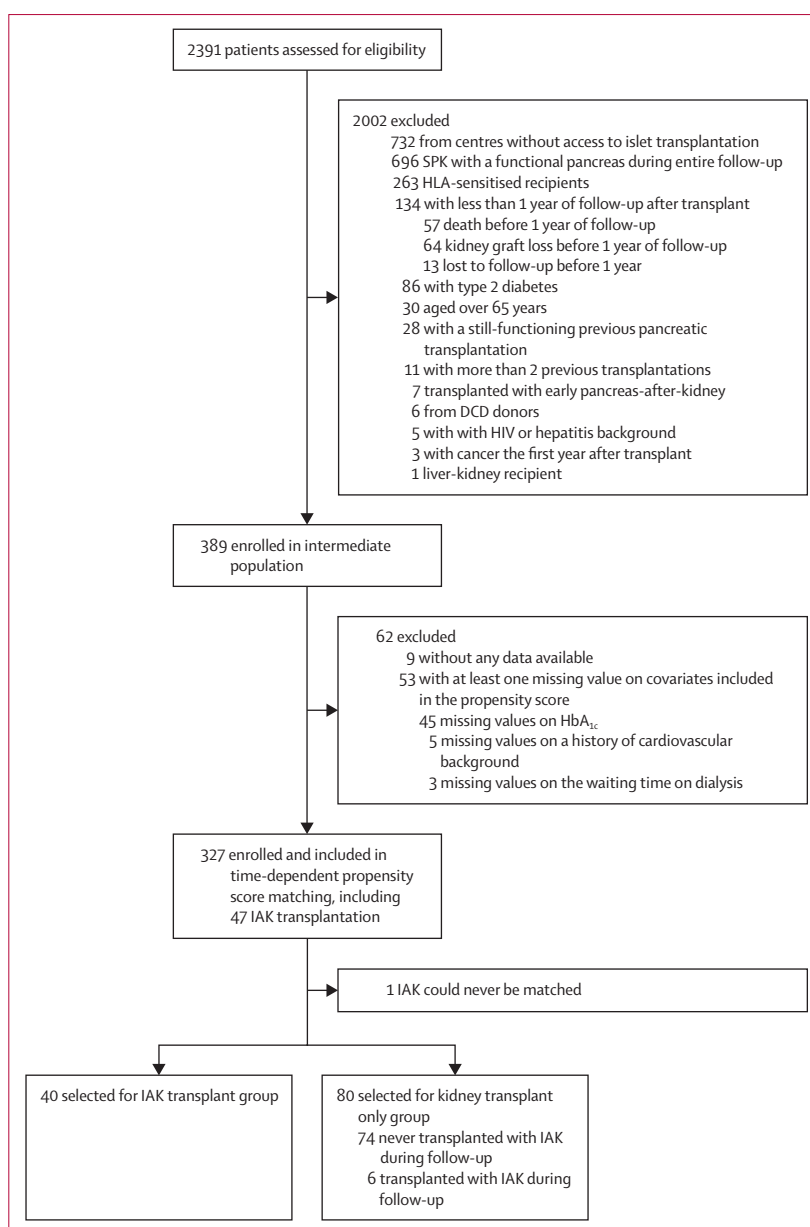 2391 patients assessed for eligibility
2002 excluded
732 from centres without access to islet transplantation
696 SPK with a functional pancreas during entire follow-up
263 HLA-sensitised recipients
134 with less than 1 year of follow-up after transplant
57 death before 1 year of follow-up
64 kidney graft loss before 1 year of follow-up
13 lost to follow-up before 1 year
86 with type 2 diabetes
30 aged over 65 years
28 with a still-functioning previous pancreatic
transplantation
11 with more than 2 previous transplantations
7 transplanted with early pancreas-after-kidney
6 from DCD donors
5 with with HIV or hepatitis background
3 with cancer the first year after transplant
1 liver-kidney recipient
389 enrolled in intermediate
population
62 excluded
9 without any data available
53 with at least one missing value on covariates included
in the propensity score
45 missing values on HbA1c
5 missing values on a history of cardiovascular
background
3 missing values on the waiting time on dialysis
327 enrolled and included in
time-dependent propensity
score matching, including
47 IAK transplantation
1 IAK could never be matched
40 selected for IAK transplant group
80 selected for kidney transplant
only group
74 never transplanted with IAK
during follow-up
6 transplanted with IAK during
follow-up